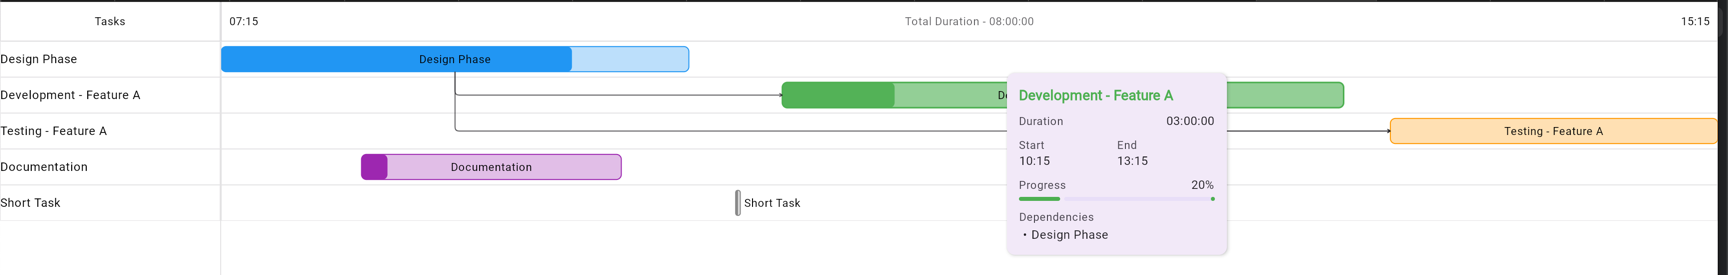 Tasks
07:15
Total Duration - 08:00:00
15:15
Design Phase
Design Phase
Development - Feature A
Testing - Feature A
Testing - Feature A
Documentation
Documentation
Short Task
Short Task
Development - Feature A
Duration 03:00:00
Start End
10:15 13:15
Progress 20%
Dependencies
• Design Phase